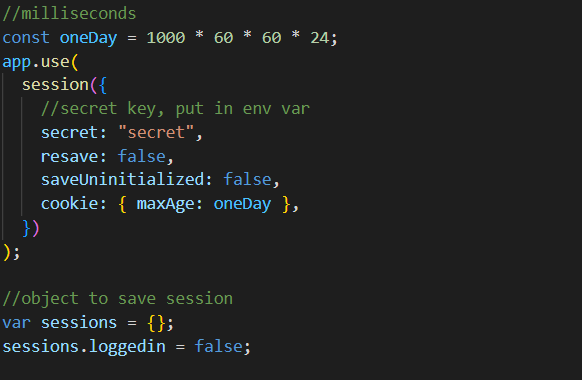 //milliseconds
const oneDay = 1000 * 60 * 60 * 24;
app.use(
  session({
    //secret key, put in env var
    secret: "secret",
    resave: false,
    saveUninitialized: false,
    cookie: { maxAge: oneDay },
  })
);

//object to save session
var sessions = {};
sessions.loggedin = false;